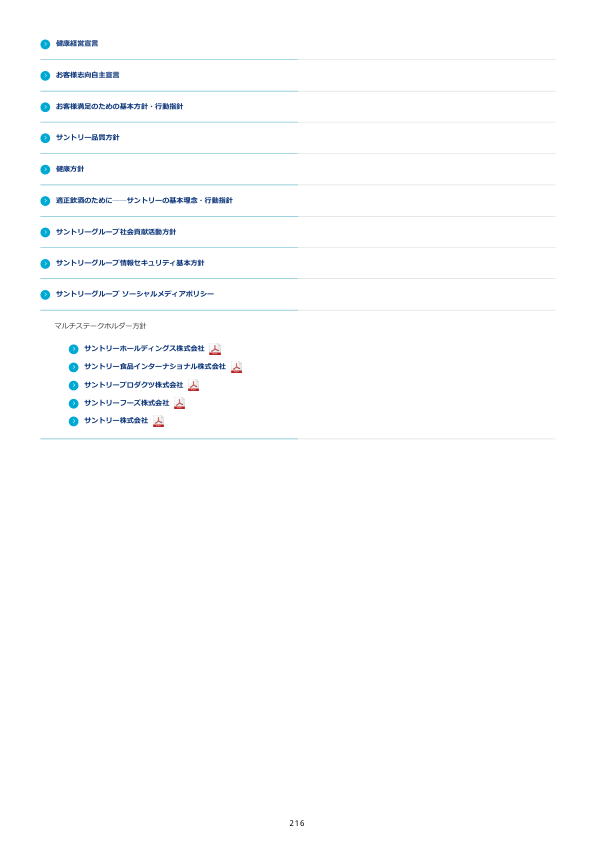 健康経営宣言
お客様志向自主宣言
お客様満足のための基本方針・行動指針
サントリー品質方針
健康方針
適正飲酒のために――サントリーの基本理念・行動指針
サントリーグループ社会貢献活動方針
サントリーグループ情報セキュリティ基本方針
サントリーグループ ソーシャルメディアポリシー
マルチステークホルダー方針
サントリーホールディングス株式会社
サントリー食品インターナショナル株式会社
サントリープロダクツ株式会社
サントリーフーズ株式会社
サントリー株式会社
216